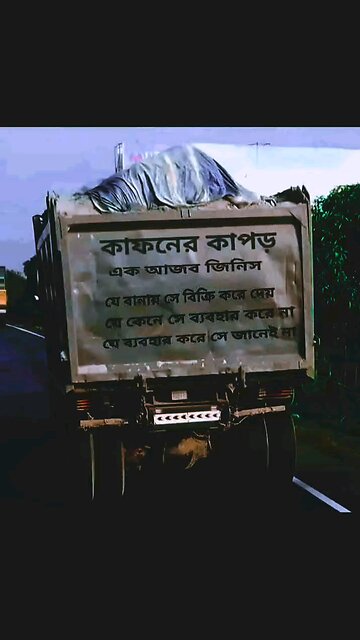 কাফনের কাপড়
এক আজব জিনিস
যে বানায় সে বিক্রি করে দেয়
যে কেনে সে ব্যবহার করে না
যে ব্যবহার করে সে জানেই না